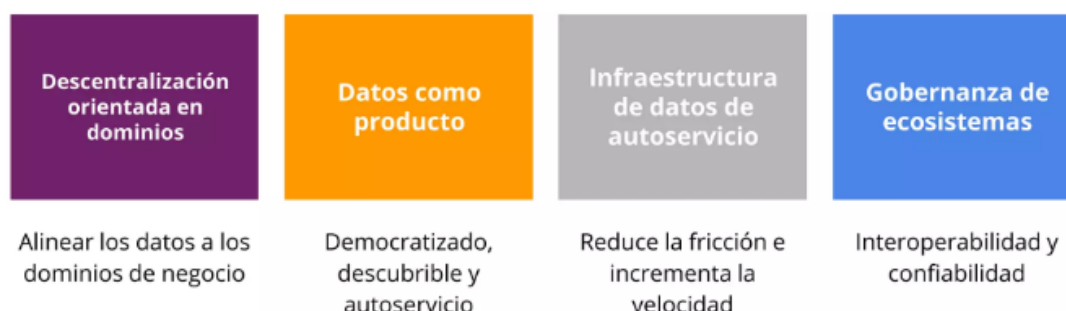 Descentralización
orientada en
dominios
Datos como
producto
Infraestructura
de datos de
autoservicio
Gobernanza de
ecosistemas
Alinear los datos a los
dominios de negocio
Democratizado,
descubrible y
autoservicio
Reduce la fricción e
incrementa la
velocidad
Interoperabilidad y
confiabilidad